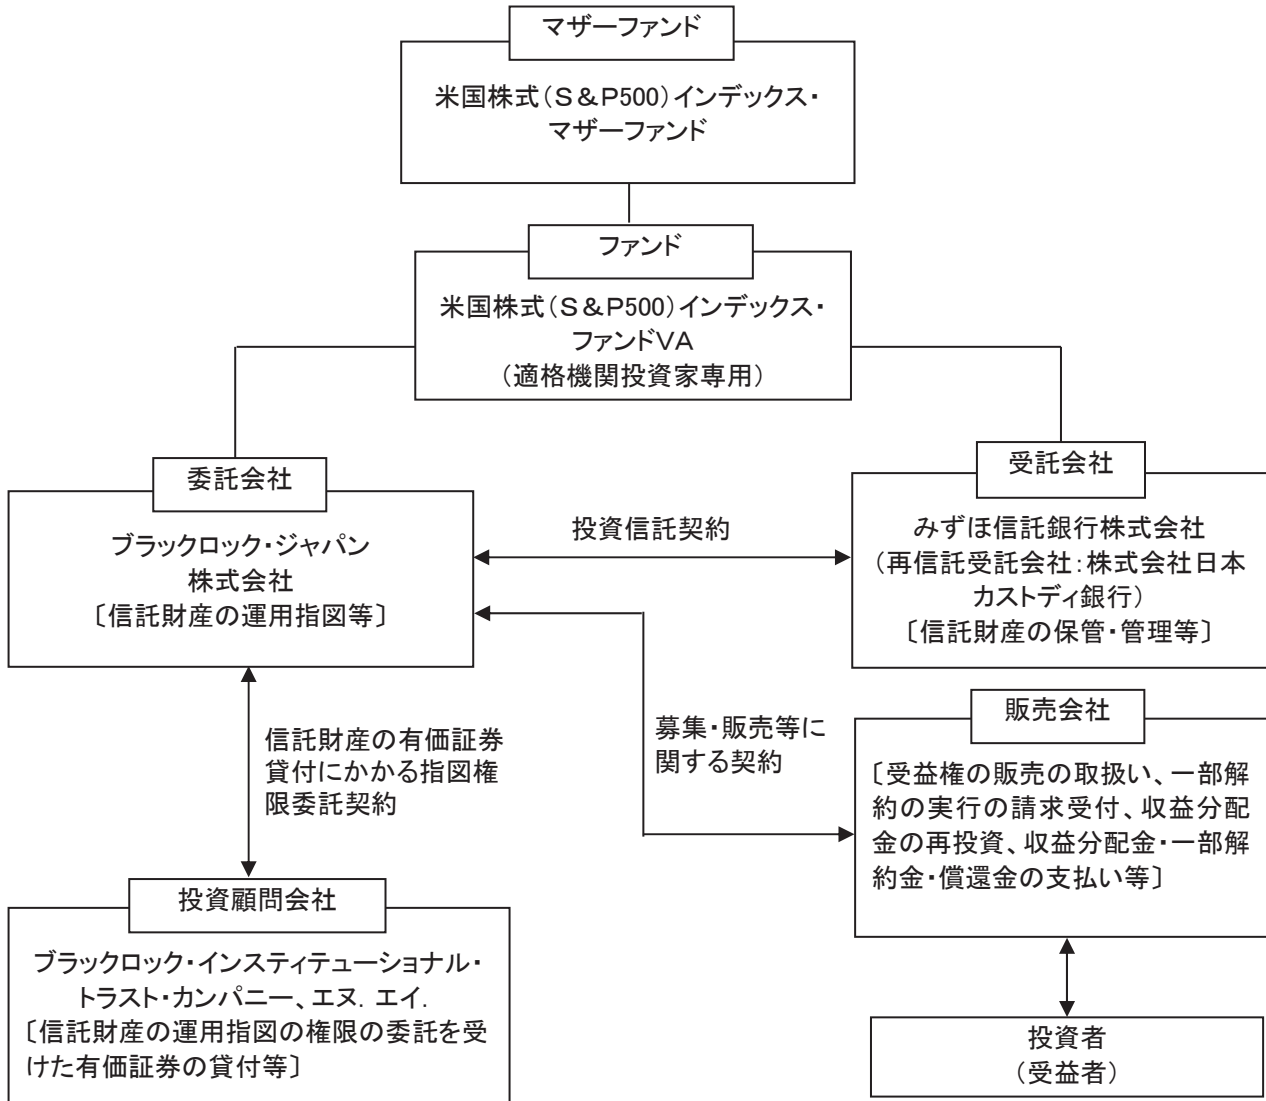 マザーファンド
米国株式(S&P500)インデックス・
マザーファンド
ファンド
米国株式(S&P500)インデックス・
ファンドVA
(適格機関投資家専用)
委託会社
ブラックロック・ジャパン
株式会社
〔信託財産の運用指図等〕
投資信託契約
受託会社
みずほ信託銀行株式会社
(再信託受託会社:株式会社日本
カストディ銀行)
〔信託財産の保管・管理等〕
信託財産の有価証券
貸付にかかる指図権
限委託契約
募集・販売等に
関する契約
販売会社
〔受益権の販売の取扱い、一部解
約の実行の請求受付、収益分配
金の再投資、収益分配金・一部解
約金・償還金の支払い等〕
投資顧問会社
ブラックロック・インスティテューショナル・
トラスト・カンパニー、エヌ.エイ.
〔信託財産の運用指図の権限の委託を受
けた有価証券の貸付等〕
投資者
(受益者)